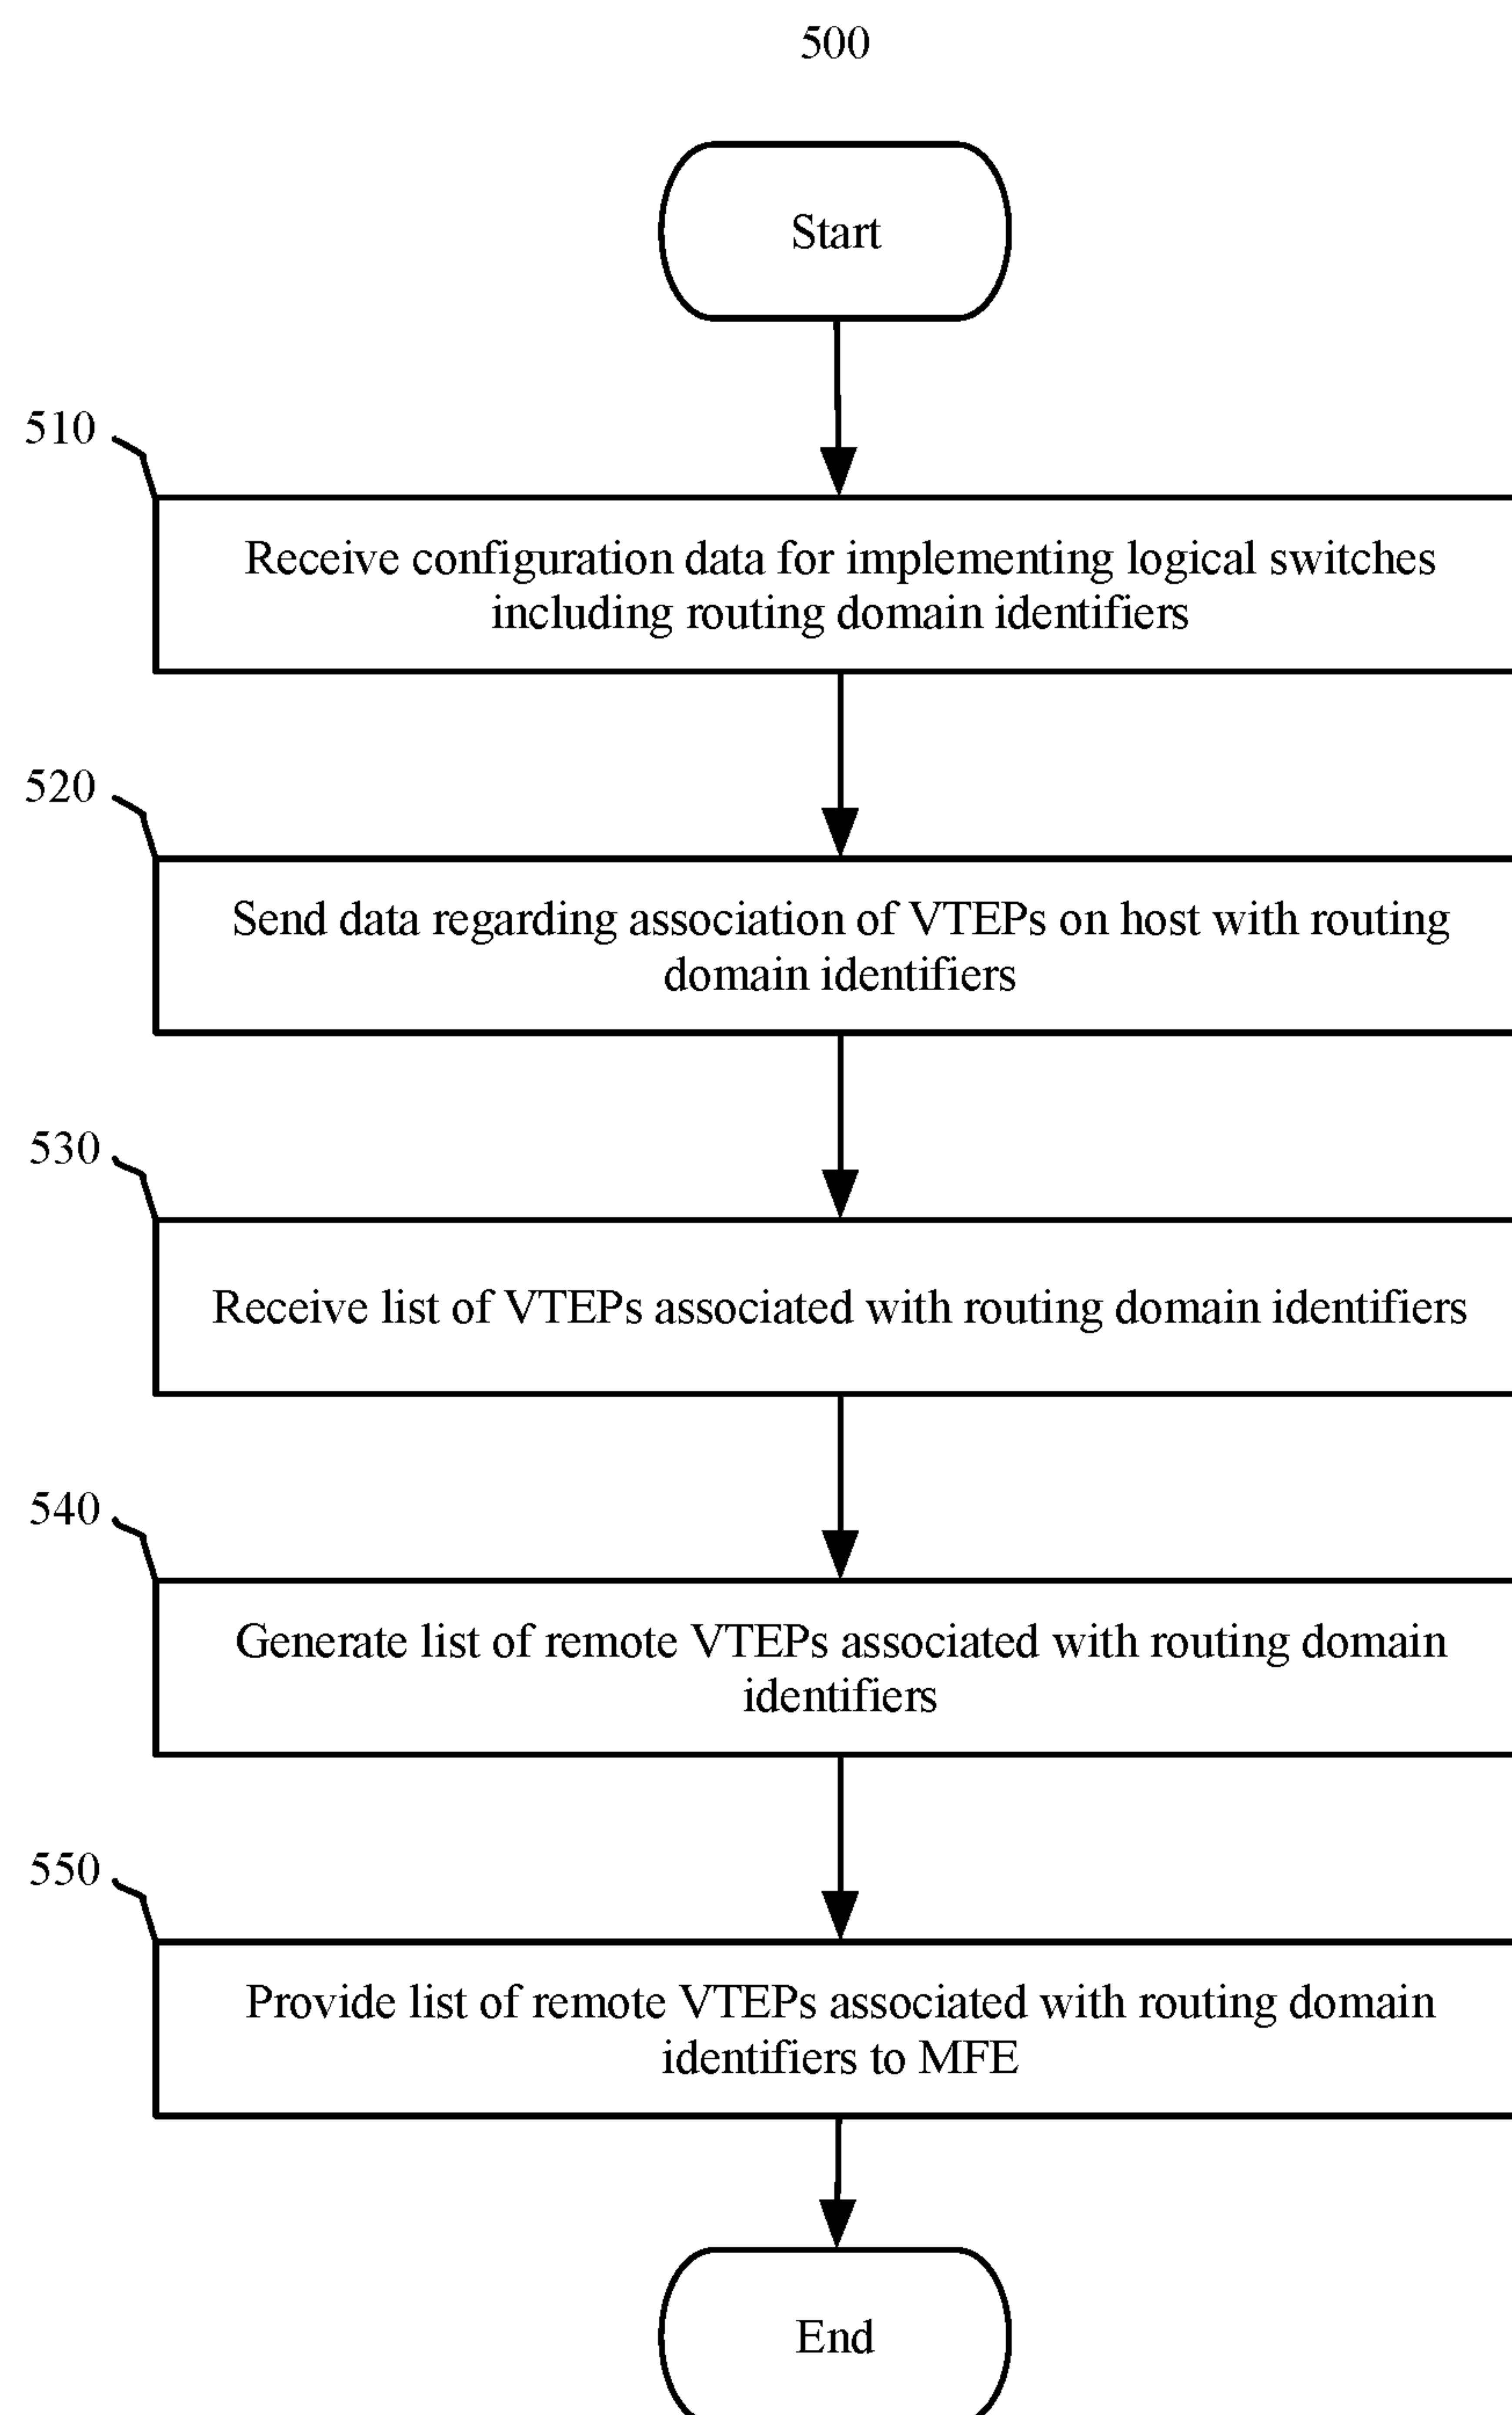 500
Start
510
Receive configuration data for implementing logical switches
including routing domain identifiers
520
Send data regarding association of VTEPs on host with routing
domain identifiers
530
Receive list of VTEPs associated with routing domain identifiers
540
Generate list of remote VTEPs associated with routing domain
identifiers
550
Provide list of remote VTEPs associated with routing domain
identifiers to MFE
End